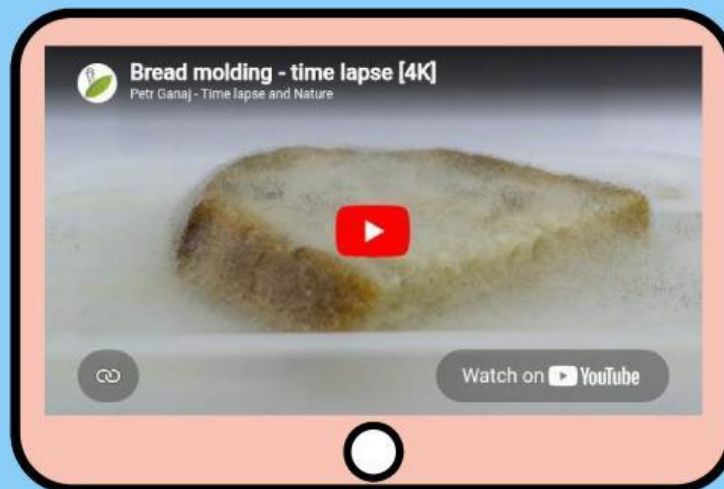 Bread molding - time lapse [4K]
Petr Ganaj - Time lapse and Nature
Watch on YouTube